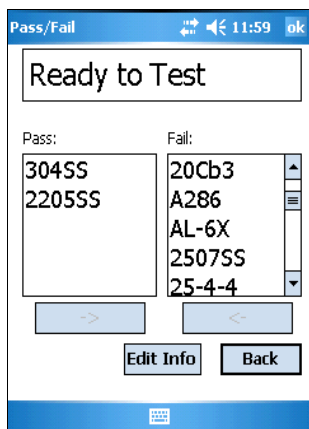 Pass/Fail 11:59 ok
Ready to Test
Pass: Fail:
304SS 20Cb3
2205SS A286
AL-6X
2507SS
25-4-4
-> <-
Edit Info Back